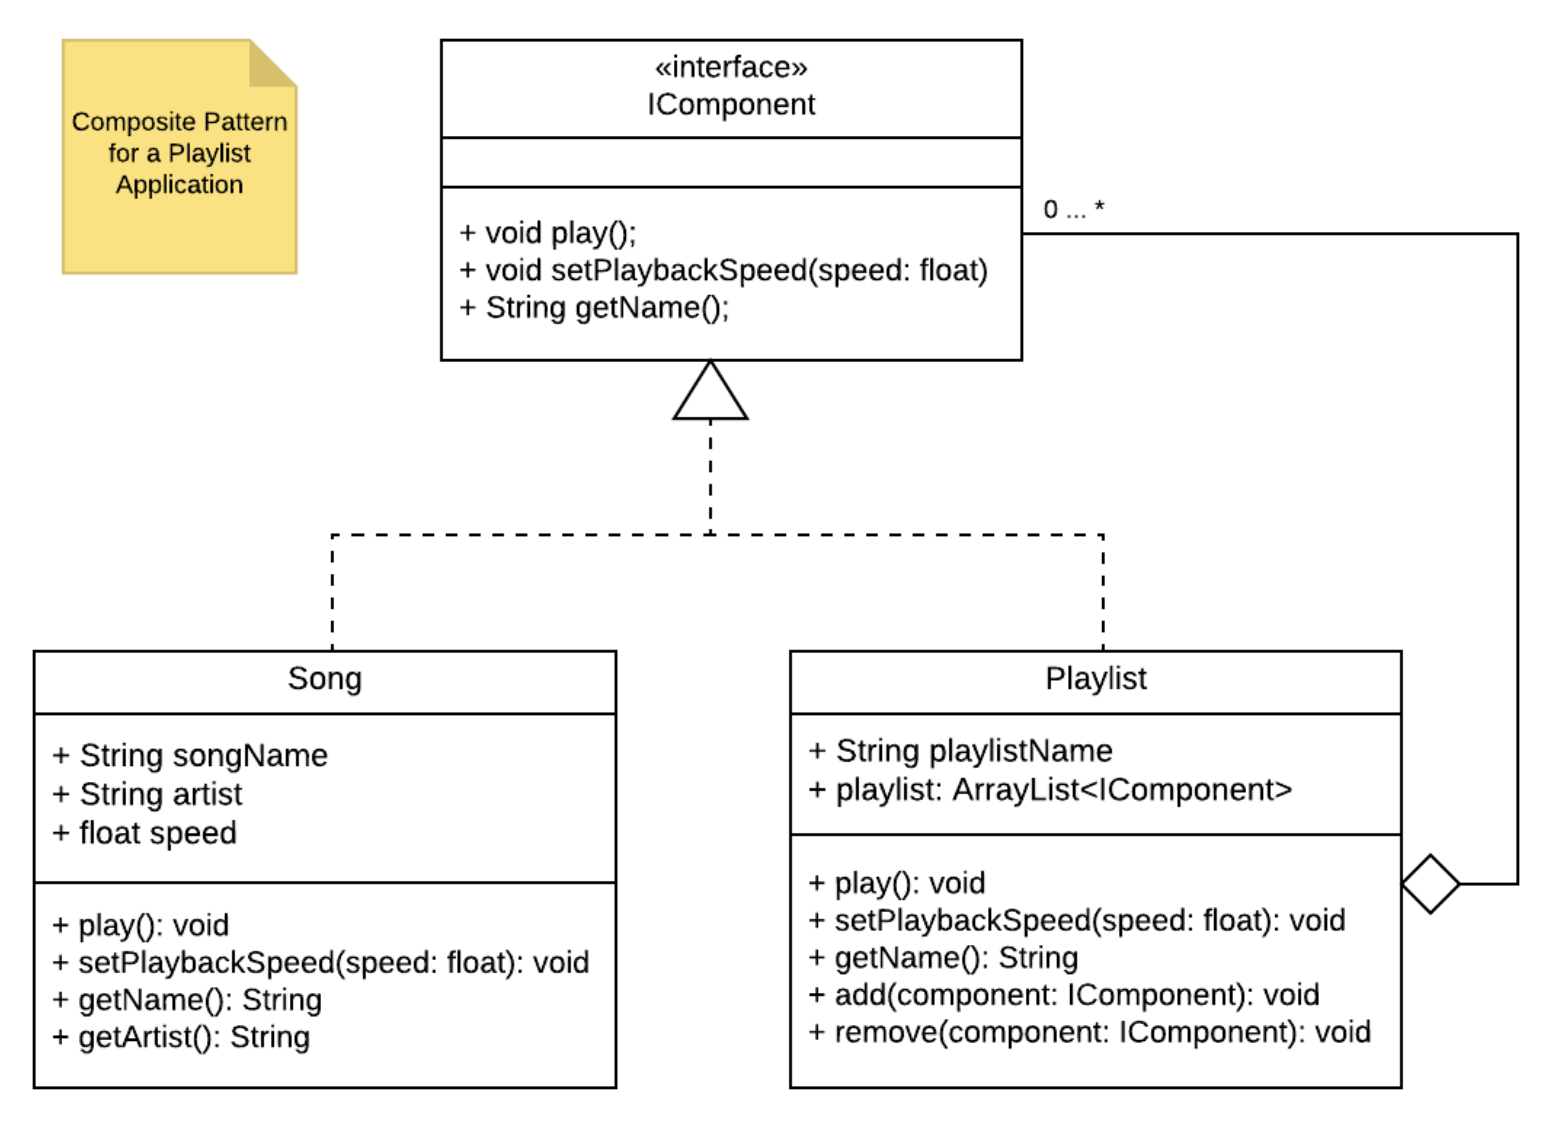 Composite Pattern
for a Playlist
Application
«interface»
IComponent
+ void play();
+ void setPlaybackSpeed(speed: float)
+ String getName();
0 ... *
Song
+ String songName
+ String artist
+ float speed
+ play(): void
+ setPlaybackSpeed(speed: float): void
+ getName(): String
+ getArtist(): String
Playlist
+ String playlistName
+ playlist: ArrayList<IComponent>
+ play(): void
+ setPlaybackSpeed(speed: float): void
+ getName(): String
+ add(component: IComponent): void
+ remove(component: IComponent): void